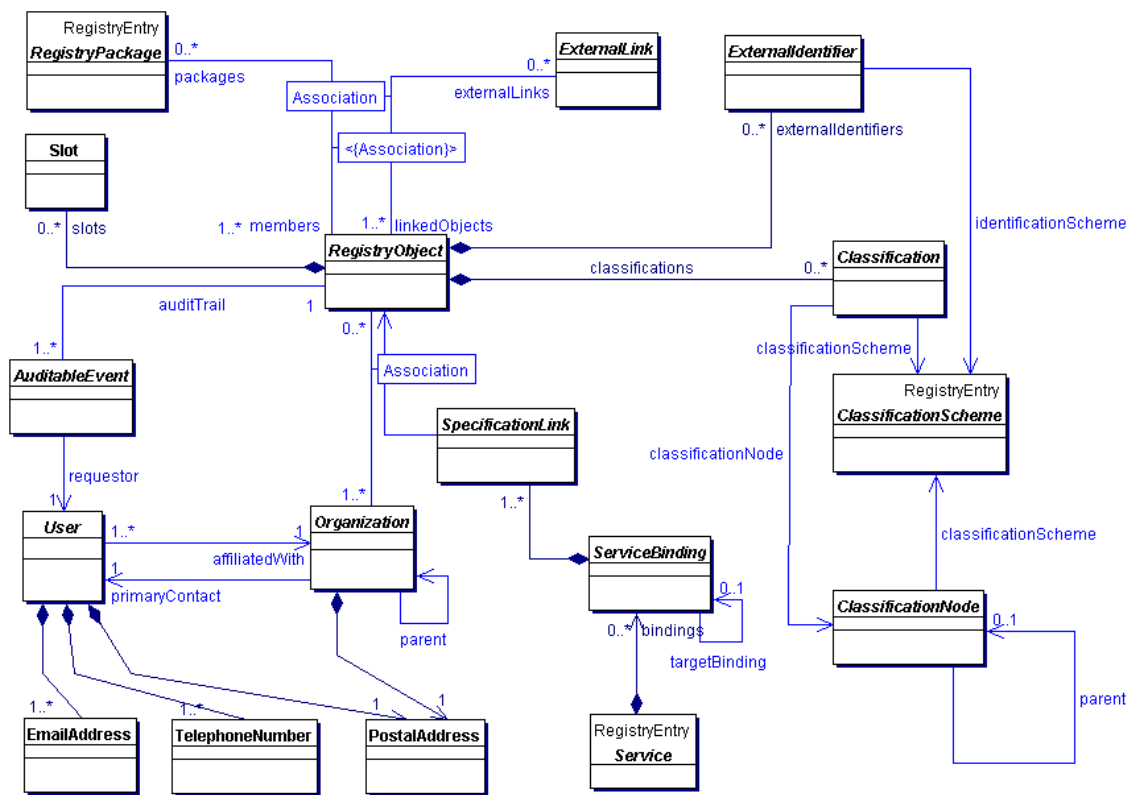 RegistryEntry
RegistryPackage
0..*
packages
ExternalLink
0..*
externalLinks
ExternalIdentifier
0..* externalIdentifiers
Association
<{Association}>
Slot
0..* slots
1..* members
1..* linkedObjects
identificationScheme
RegistryObject
classifications
0..*
Classification
auditTrail
1
0..*
1..*
classificationScheme
AuditableEvent
Association
RegistryEntry
ClassificationScheme
SpecificationLink
classificationNode
requestor
1
1..*
1..*
User
1..*
1
Organization
affiliatedWith
classificationScheme
ServiceBinding
1
primaryContact
parent
0..1
0..* bindings
targetBinding
ClassificationNode
0..1
parent
1..*
1..*
1
1
EmailAddress
TelephoneNumber
PostalAddress
RegistryEntry
Service